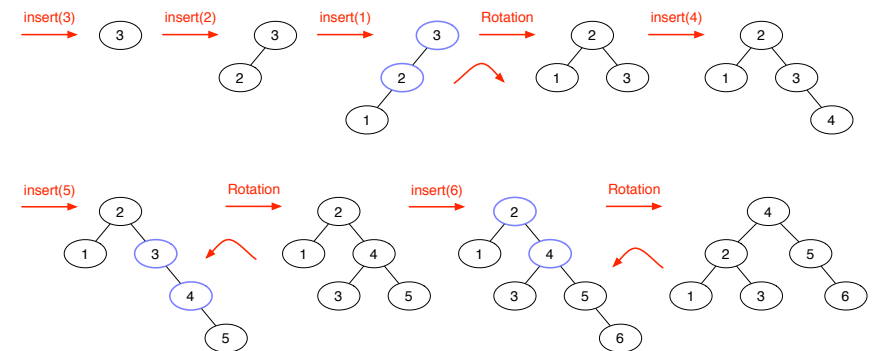 insert(3) insert(2) insert(1) Rotation insert(4)
3 3 3 2 2
2 2 1 3 1 3
1 4
insert(5) Rotation insert(6) Rotation
2 2 2 4
1 3 1 4 1 4 2 5
4 3 5 3 5 1 3 6
5 6